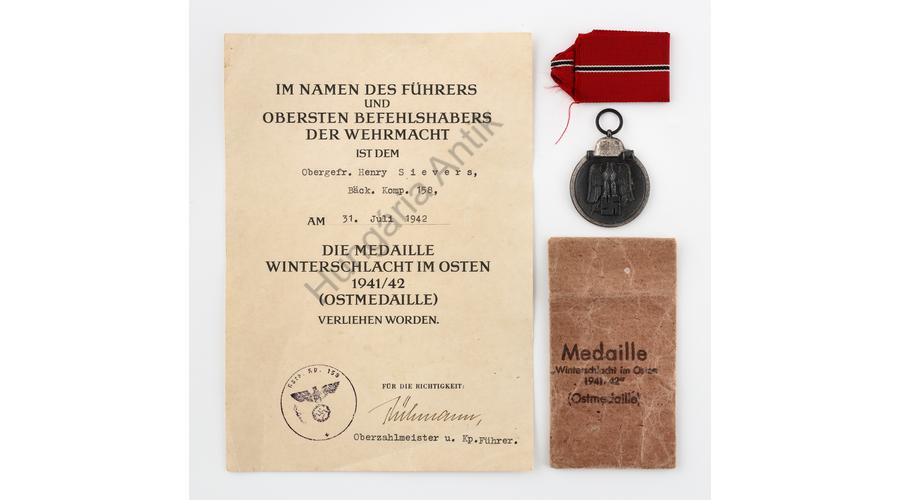 IM NAMEN DES FÜHRERS
UND
OBERSTEN BEFEHLSHABERS
DER WEHRMACHT
IST DEM
Obergefr. Henry Sievers,
Bäck. Komp. 158,
AM 31. Juli 1942
DIE MEDAILLE
WINTERSCHLACHT IM OSTEN
1941/42
(OSTMEDAILLE)
VERLIEHEN WORDEN.
FÜR DIE RICHTIGKEIT:
Oberzahlmeister u. Kp.Führer.
Medaille
„Winterschlacht im Osten
1941/42“
(Ostmedaille)
Hungária Antik